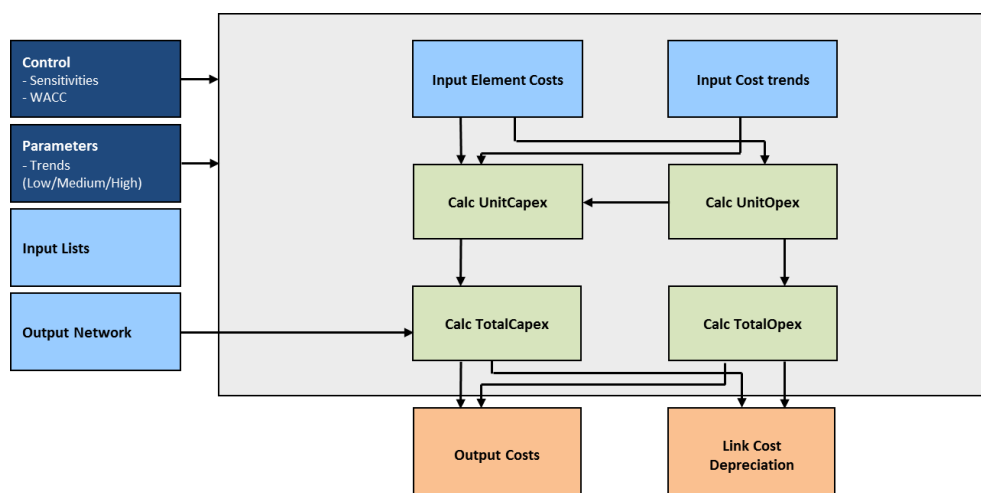 Control
- Sensitivities
- WACC
Parameters
- Trends
(Low/Medium/High)
Input Lists
Output Network
Input Element Costs
Input Cost trends
Calc UnitCapex
Calc UnitOpex
Calc TotalCapex
Calc TotalOpex
Output Costs
Link Cost
Depreciation